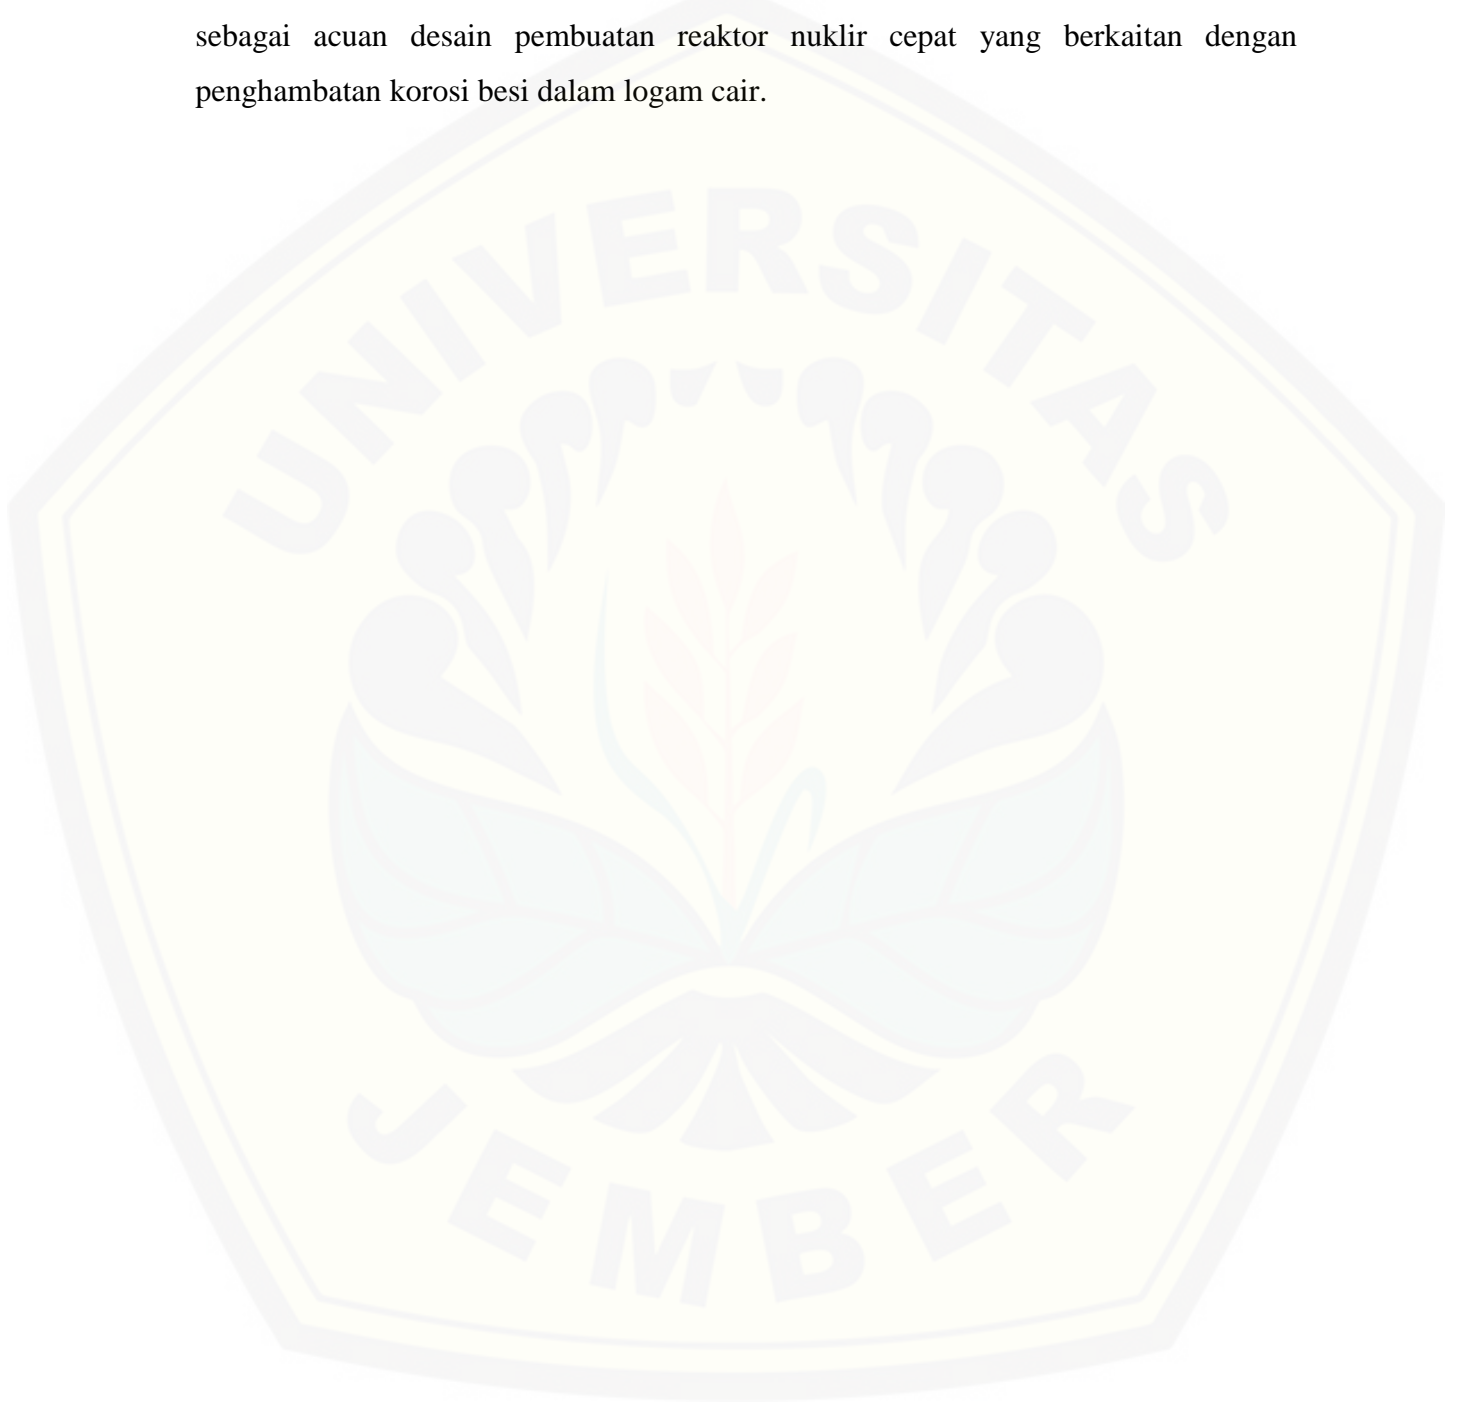 sebagai acuan desain pembuatan reaktor nuklir cepat yang berkaitan dengan
penghambatan korosi besi dalam logam cair.
UNIVERSITAS
JEMBER